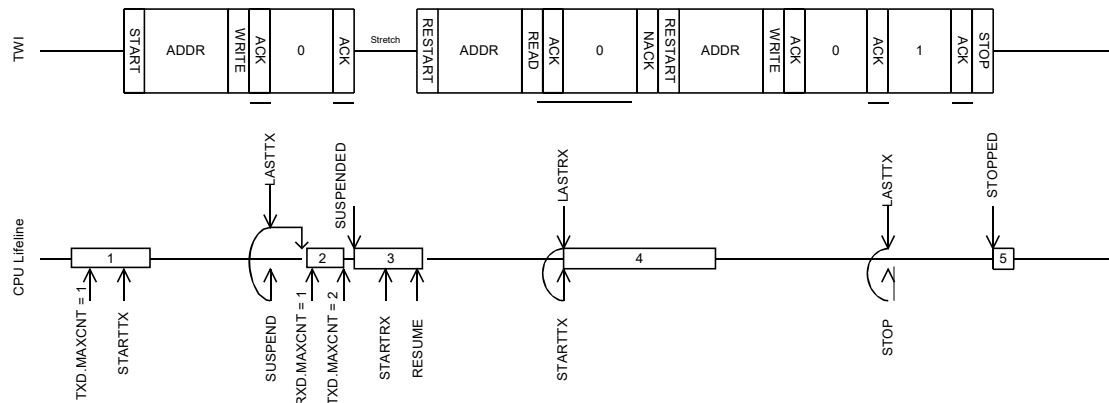 TWI
START
ADDR
WRITE
ACK
0
ACK
Stretch
RESTART
ADDR
READ
ACK
0
NACK
RESTART
ADDR
WRITE
ACK
0
ACK
1
ACK
STOP
LASTTX
SUSPENDED
LASTRX
LASTTX
STOPPED
CPU Lifeline
1
2
3
4
5
TXD.MAXCNT = 1
STARTTX
SUSPEND
RXD.MAXCNT = 1
TXD.MAXCNT = 2
STARTRX
RESUME
STARTTX
STOP